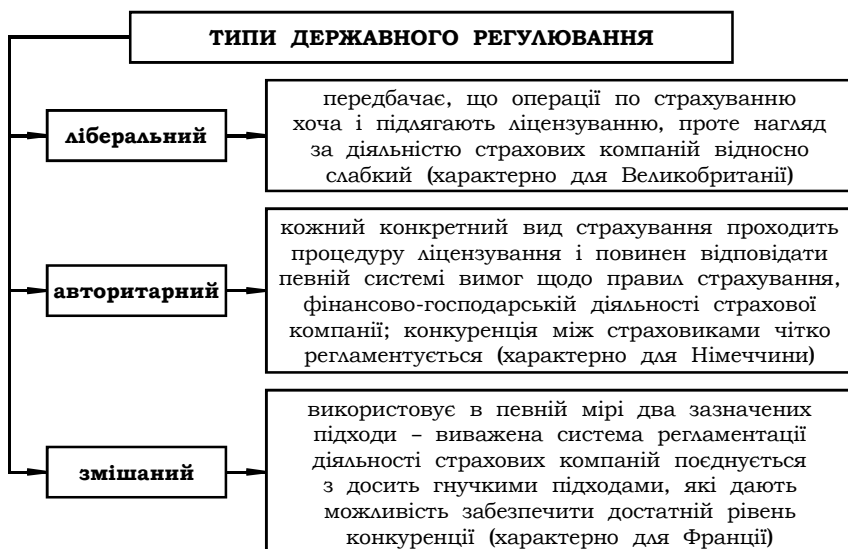 ТИПИ ДЕРЖАВНОГО РЕГУЛЮВАННЯ
ліберальний
передбачає, що операції по страхуванню
хоча і підлягають ліцензуванню, проте нагляд
за діяльністю страхових компаній відносно
слабкий (характерно для Великобританії)
авторитарний
кожний конкретний вид страхування проходить
процедуру ліцензування і повинен відповідати
певній системі вимог щодо правил страхування,
фінансово-господарській діяльності страхової
компанії; конкуренція між страховиками чітко
регламентується (характерно для Німеччини)
змішаний
використовує в певній мірі два зазначених
підходи – виважена система регламентації
діяльності страхових компаній поєднується
з досить гнучкими підходами, які дають
можливість забезпечити достатній рівень
конкуренції (характерно для Франції)